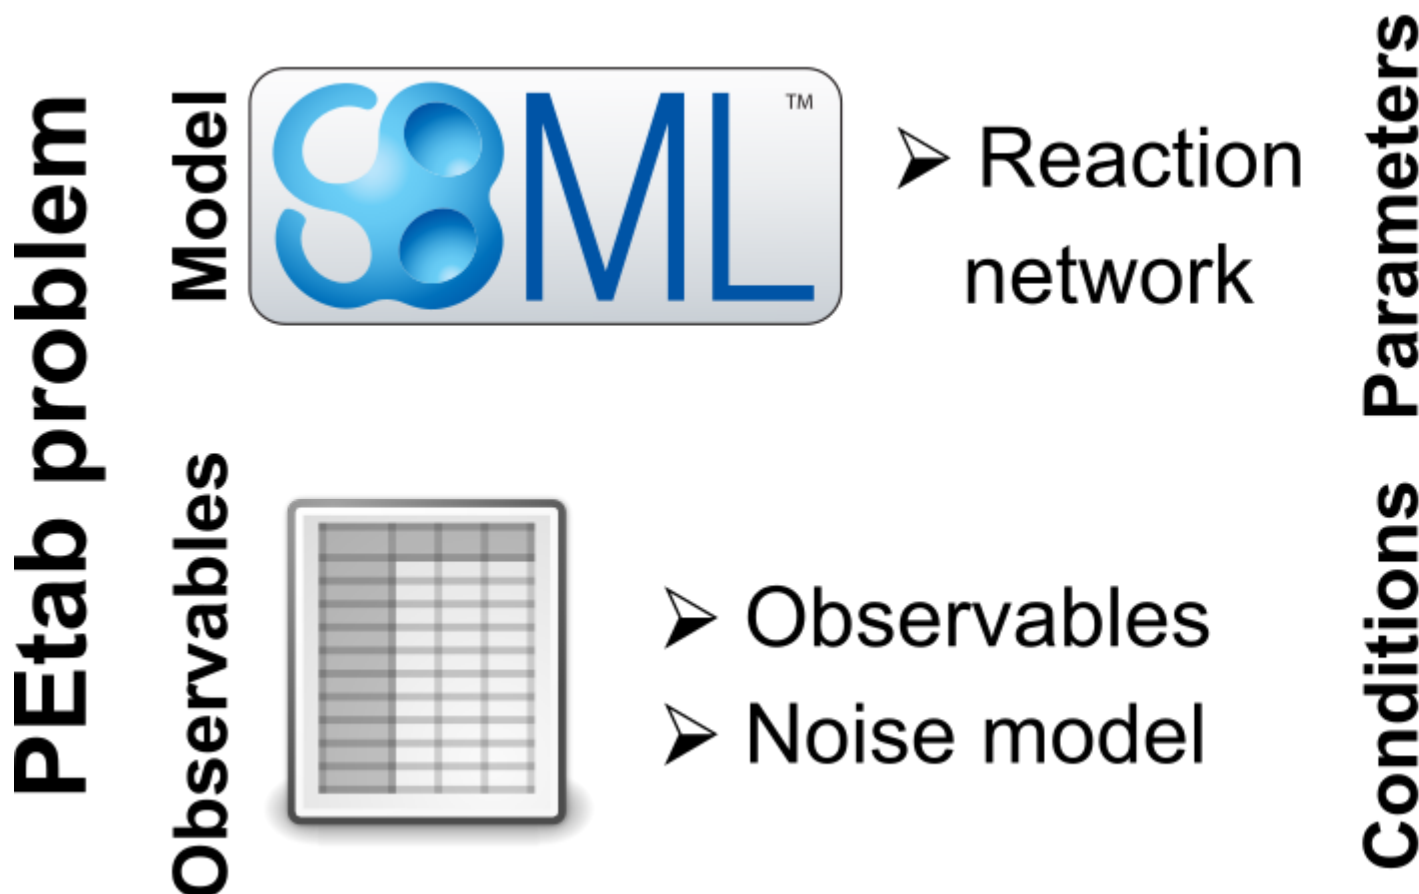 PEtab problem
Model
SBML
TM
➢ Reaction
network
Parameters
Observables
➢ Observables
➢ Noise model
Conditions